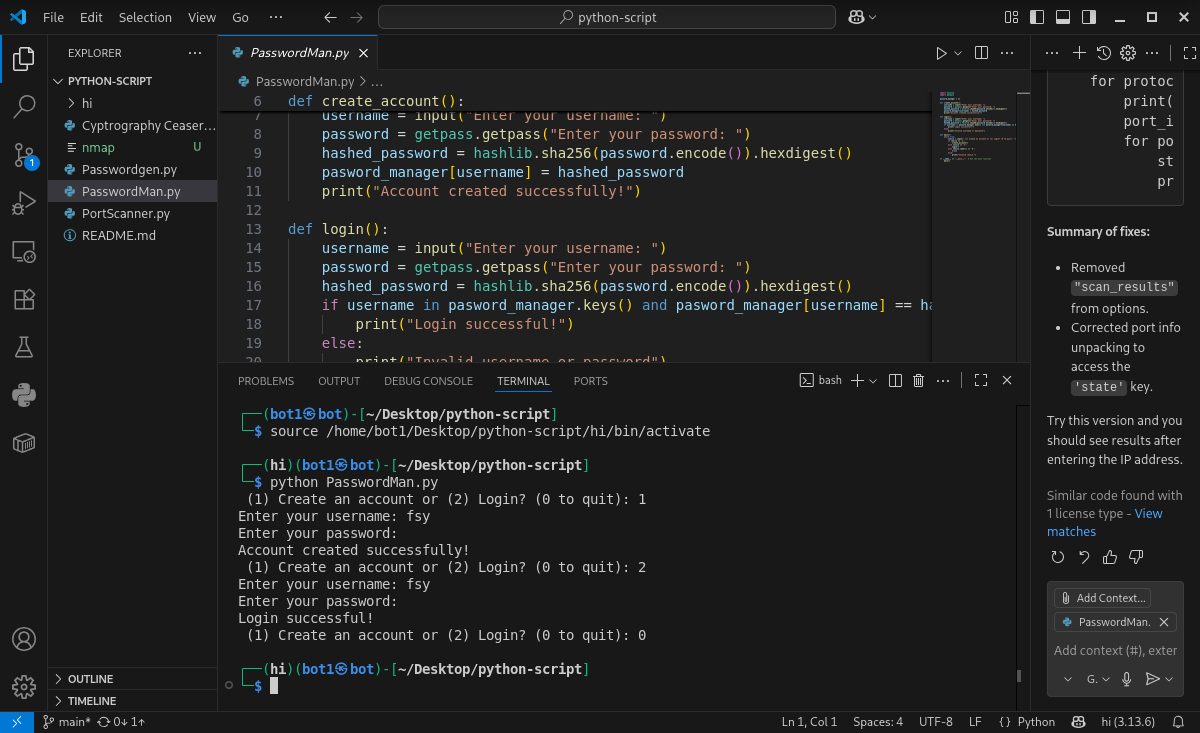 File Edit Selection View Go ··· python-script
EXPLORER ···
PYTHON-SCRIPT
hi
Cyptrography Ceaser...
nmap U
Passwordgen.py
PasswordMan.py
PortScanner.py
README.md
OUTLINE
TIMELINE
1
PasswordMan.py
PasswordMan.py > ...
6 def create_account():
7 username = input("Enter your username: ")
8 password = getpass.getpass("Enter your password: ")
9 hashed_password = hashlib.sha256(password.encode()).hexdigest()
10 pasword_manager[username] = hashed_password
11 print("Account created successfully!")
12
13 def login():
14 username = input("Enter your username: ")
15 password = getpass.getpass("Enter your password: ")
16 hashed_password = hashlib.sha256(password.encode()).hexdigest()
17 if username in pasword_manager.keys() and pasword_manager[username] == ha
18 print("Login successful!")
19 else:
20 print("Invalid username or password")
PROBLEMS OUTPUT DEBUG CONSOLE TERMINAL PORTS bash
┌──(bot1㉿bot)-[~/Desktop/python-script]
└─$ source /home/bot1/Desktop/python-script/hi/bin/activate
┌──(hi)(bot1㉿bot)-[~/Desktop/python-script]
└─$ python PasswordMan.py
(1) Create an account or (2) Login? (0 to quit): 1
Enter your username: fsy
Enter your password:
Account created successfully!
(1) Create an account or (2) Login? (0 to quit): 2
Enter your username: fsy
Enter your password:
Login successful!
(1) Create an account or (2) Login? (0 to quit): 0
┌──(hi)(bot1㉿bot)-[~/Desktop/python-script]
└─$
for protoc
print(
port_i
for po
st
pr
Summary of fixes:
• Removed
"scan_results"
from options.
• Corrected port info
unpacking to
access the
'state' key.
Try this version and you
should see results after
entering the IP address.
Similar code found with
1 license type - View
matches
Add Context...
PasswordMan.
Add context (#), exter
G.
main* 0↓ 1↑ Ln 1, Col 1 Spaces: 4 UTF-8 LF {} Python hi (3.13.6)